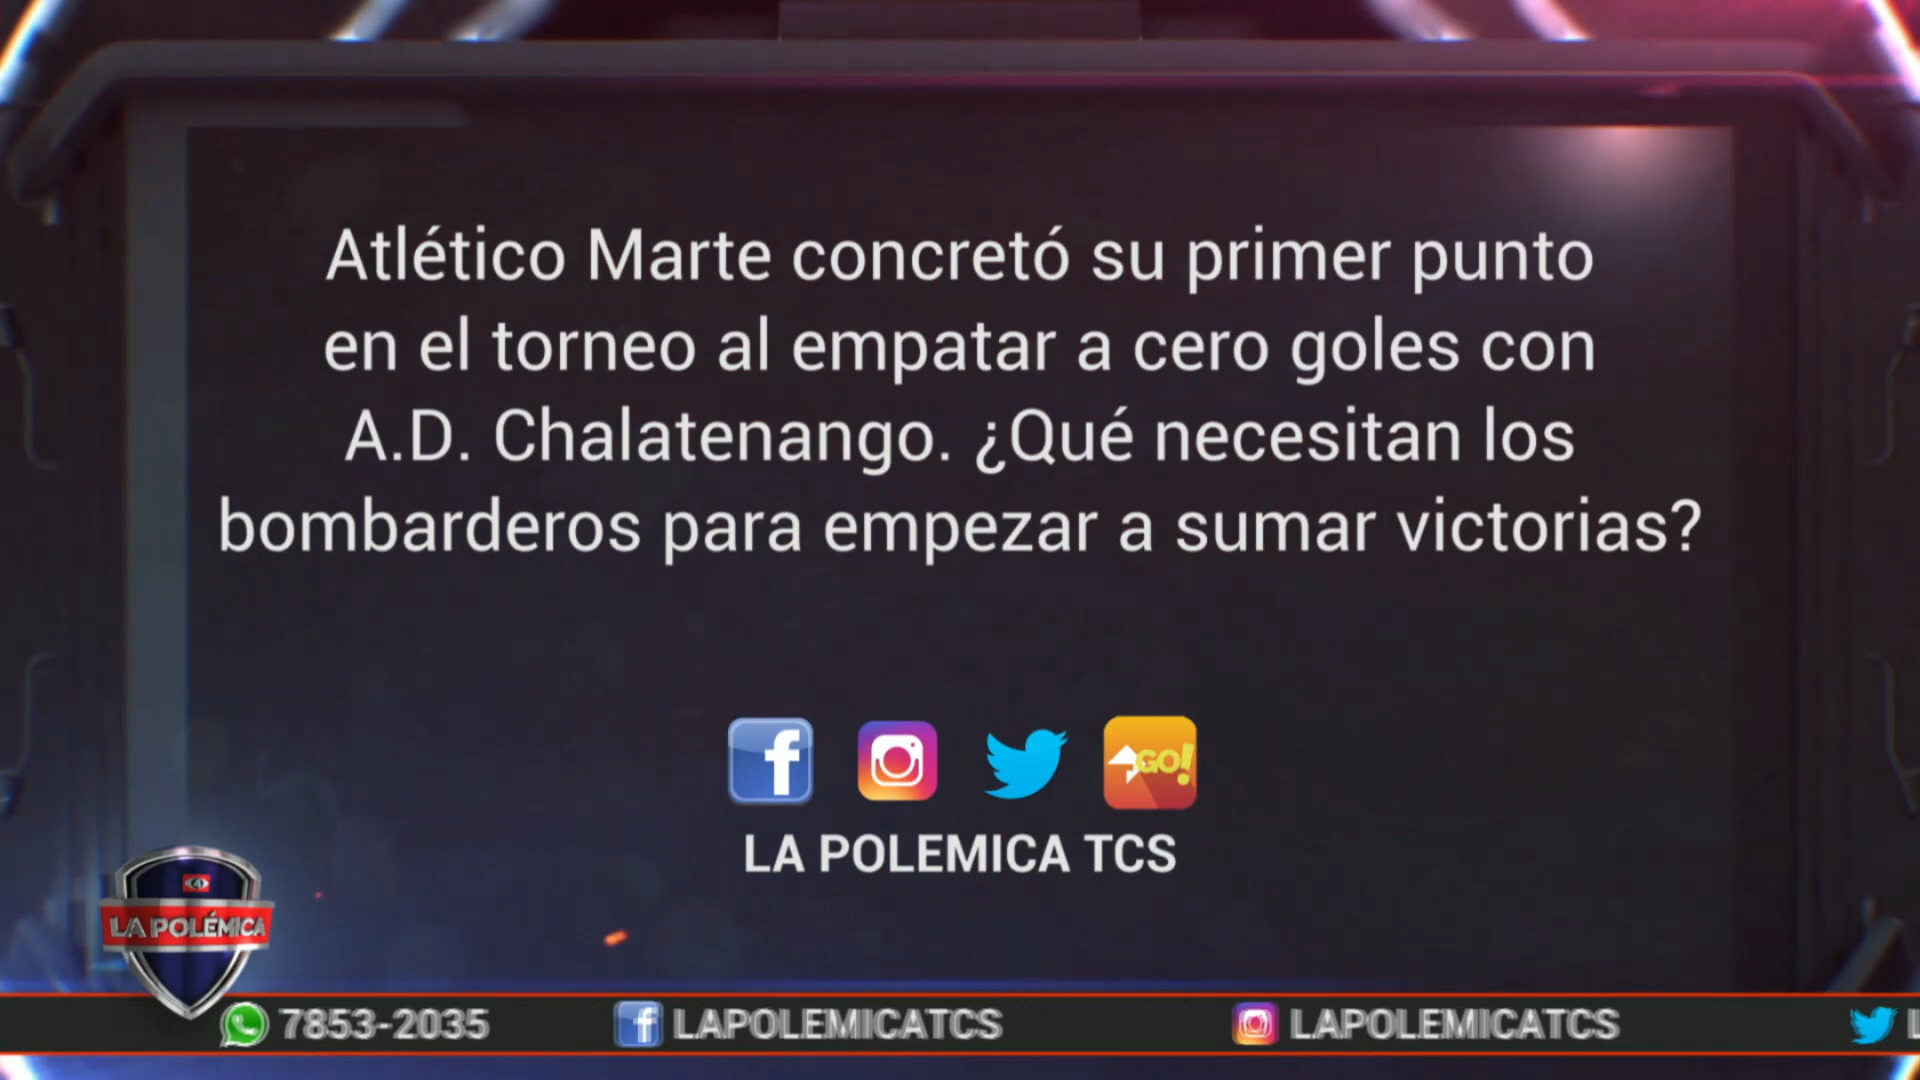 Atlético Marte concretó su primer punto
en el torneo al empatar a cero goles con
A.D. Chalatenango. ¿Qué necesitan los
bombarderos para empezar a sumar victorias?
GO!
LA POLEMICA TCS
4
LA POLÉMICA
7853-2035 LAPOLEMICATCS LAPOLEMICATCS L